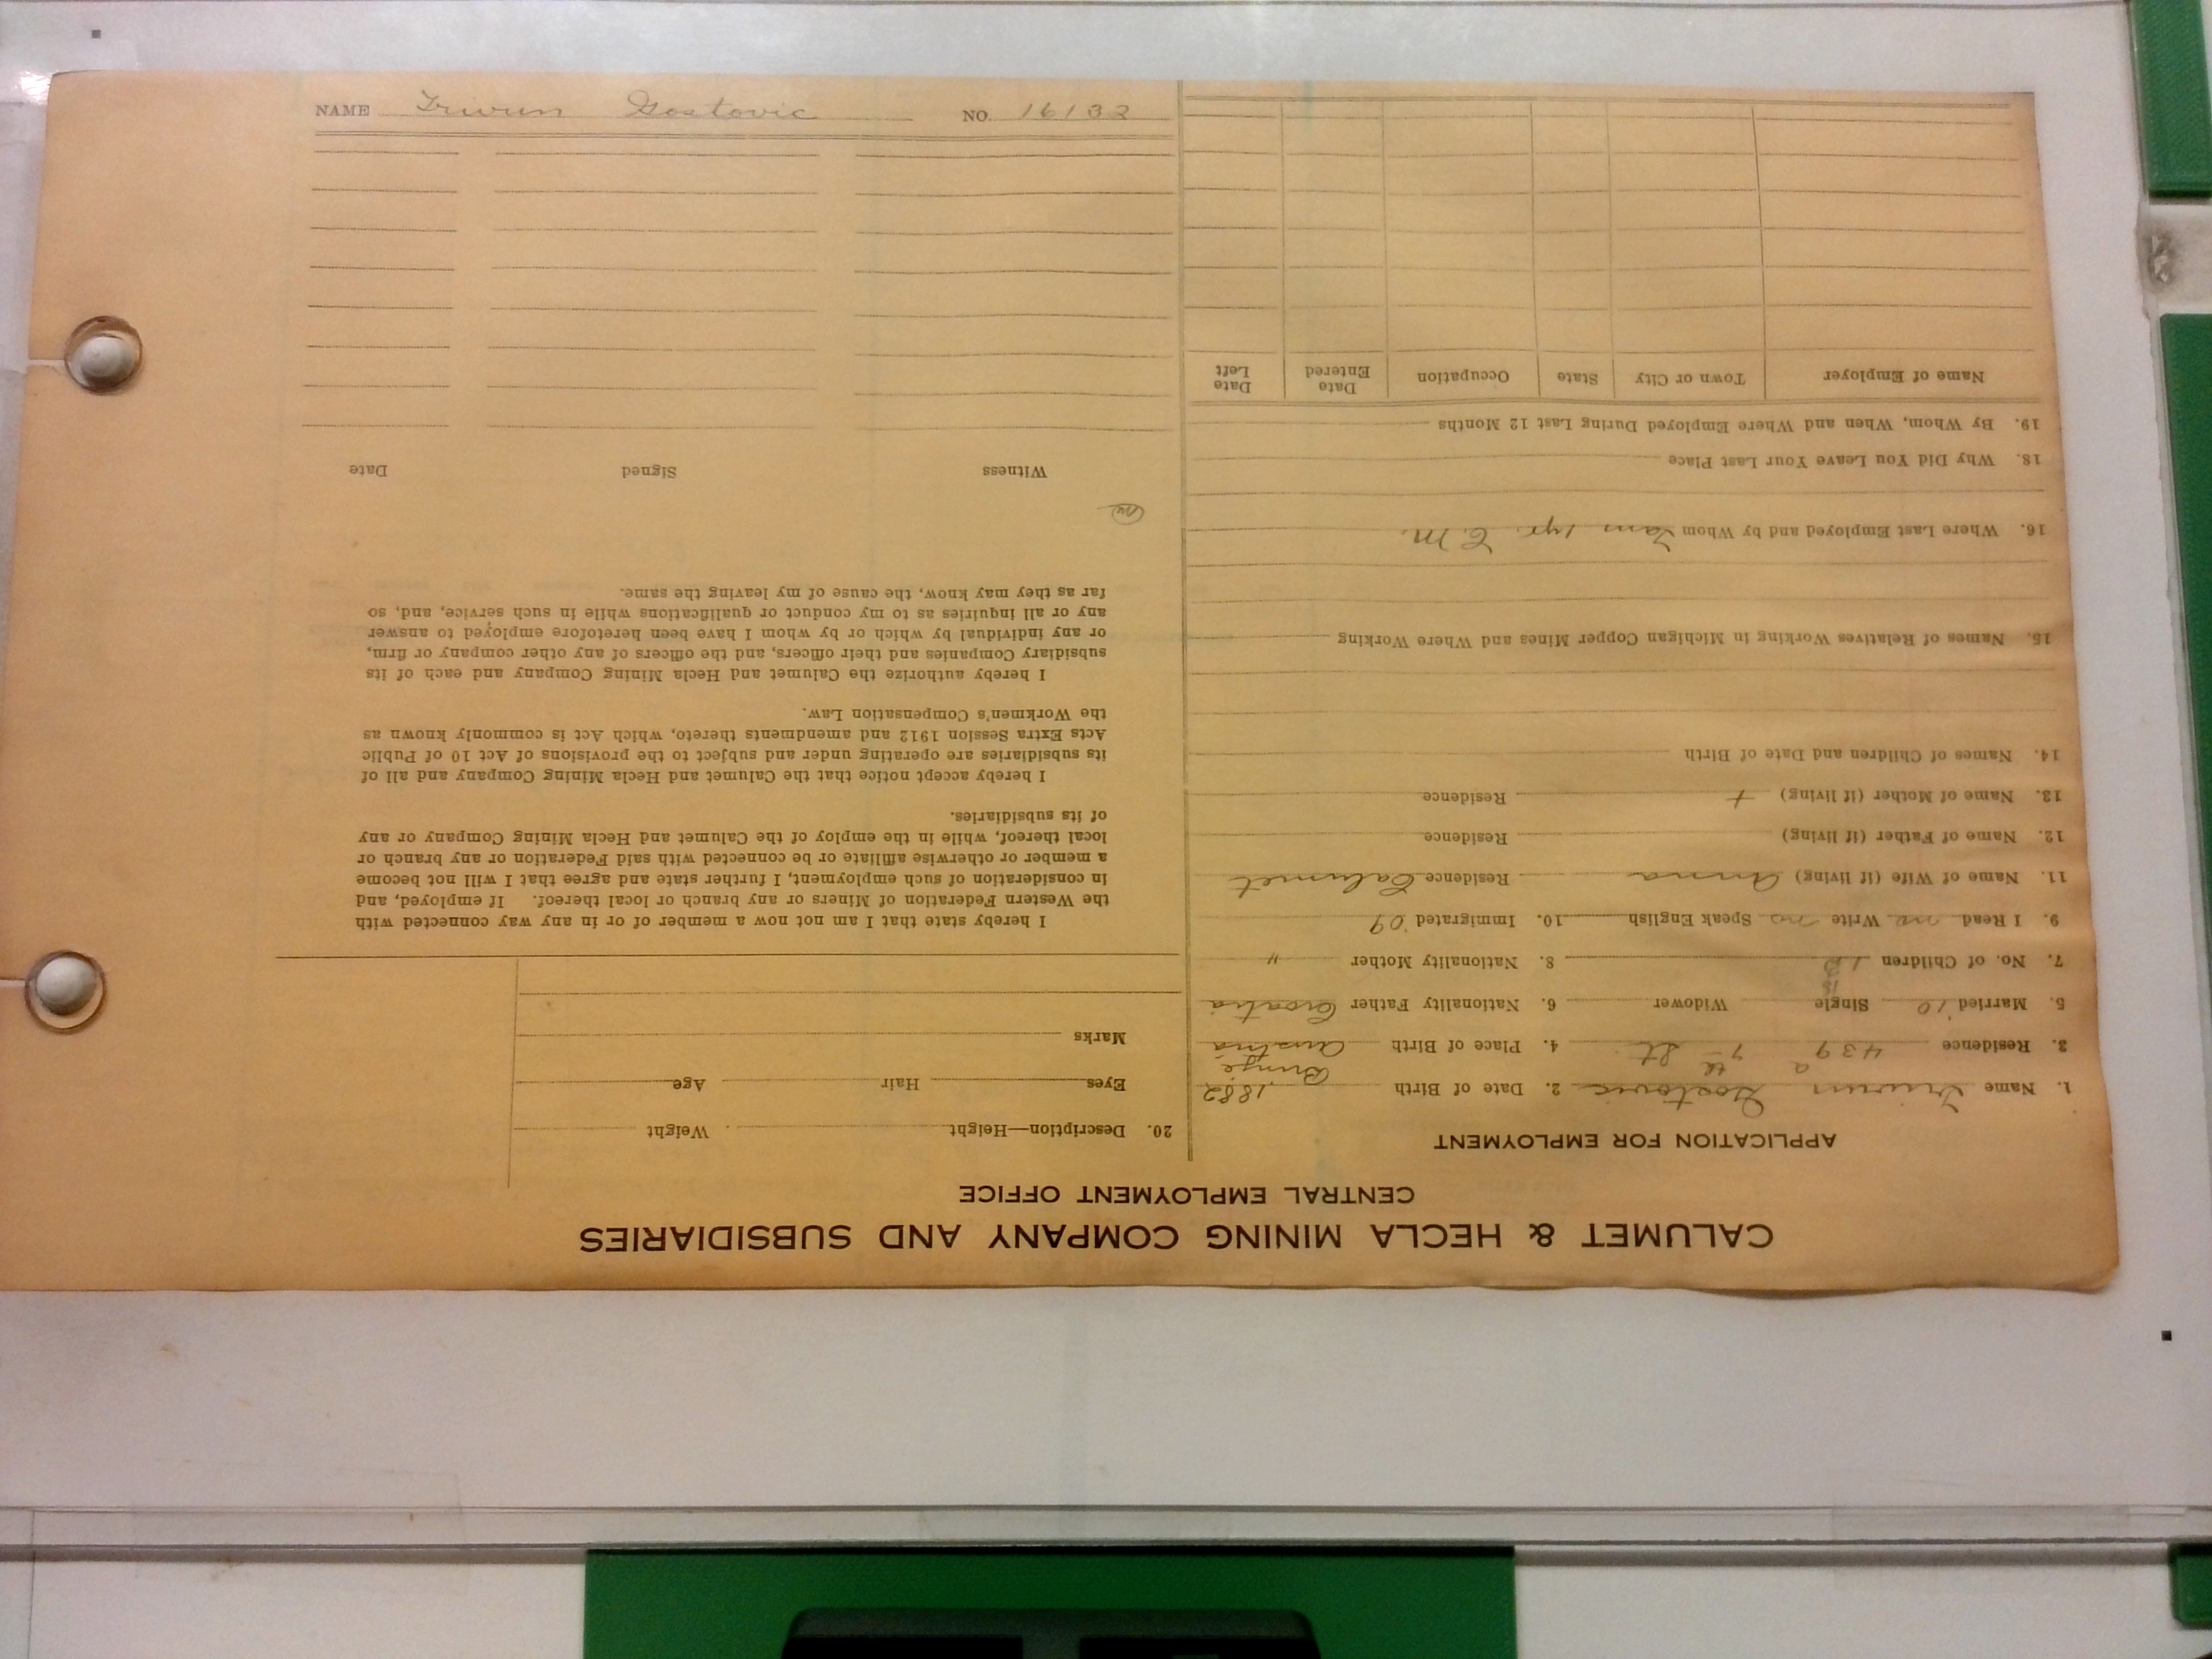 CALUMET & HECLA MINING COMPANY AND SUBSIDIARIES
CENTRAL EMPLOYMENT OFFICE
APPLICATION FOR EMPLOYMENT
1. Name Gostovic 2. Date of Birth 1882
3. Residence 439 7th St 4. Place of Birth Austria
5. Married '10 Single Widower 6. Nationality Father Croatia
7. No. of Children 8. Nationality Mother "
9. I Read no Write no Speak English 10. Immigrated '09
11. Name of Wife (if living) Anna Residence Calumet
12. Name of Father (if living) Residence
13. Name of Mother (if living) + Residence
14. Names of Children and Date of Birth
15. Names of Relatives Working in Michigan Copper Mines and Where Working
16. Where Last Employed and by Whom Tam 1 yr. C. M.
18. Why Did You Leave Your Last Place
19. By Whom, When and Where Employed During Last 12 Months
Name of Employer Town or City State Occupation Date Entered Date Left
20. Description—Height Weight
Eyes Hair Age
Marks
I hereby state that I am not now a member of or in any way connected with
the Western Federation of Miners or any branch or local thereof. If employed, and
in consideration of such employment, I further state and agree that I will not become
a member or otherwise affiliate or be connected with said Federation or any branch or
local thereof, while in the employ of the Calumet and Hecla Mining Company or any
of its subsidiaries.
I hereby accept notice that the Calumet and Hecla Mining Company and all of
its subsidiaries are operating under and subject to the provisions of Act 10 of Public
Acts Extra Session 1912 and amendments thereto, which Act is commonly known as
the Workmen's Compensation Law.
I hereby authorize the Calumet and Hecla Mining Company and each of its
subsidiary Companies and their officers, and the officers of any other company or firm,
or any individual by which or by whom I have been heretofore employed to answer
any or all inquiries as to my conduct or qualifications while in such service, and, so
far as they may know, the cause of my leaving the same.
Witness Signed Date
NAME Gostovic NO. 16133